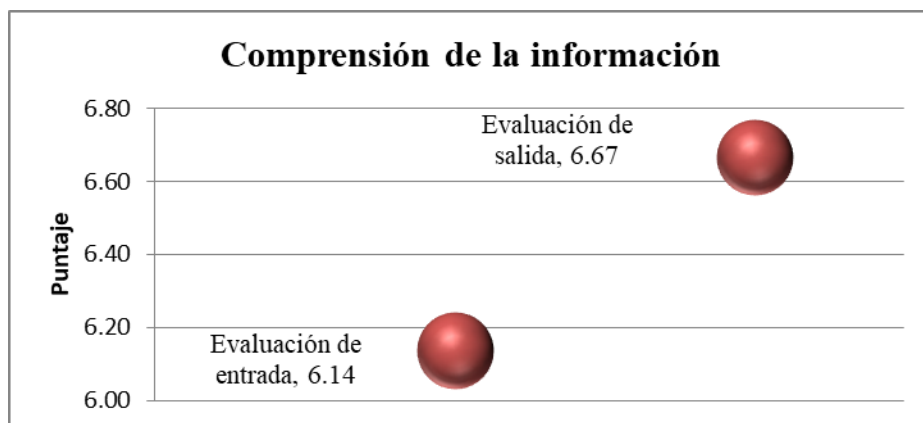 Comprensión de la información
6.80
Evaluación de
salida, 6.67
6.60
Puntaje
6.40
6.20
Evaluación de
entrada, 6.14
6.00